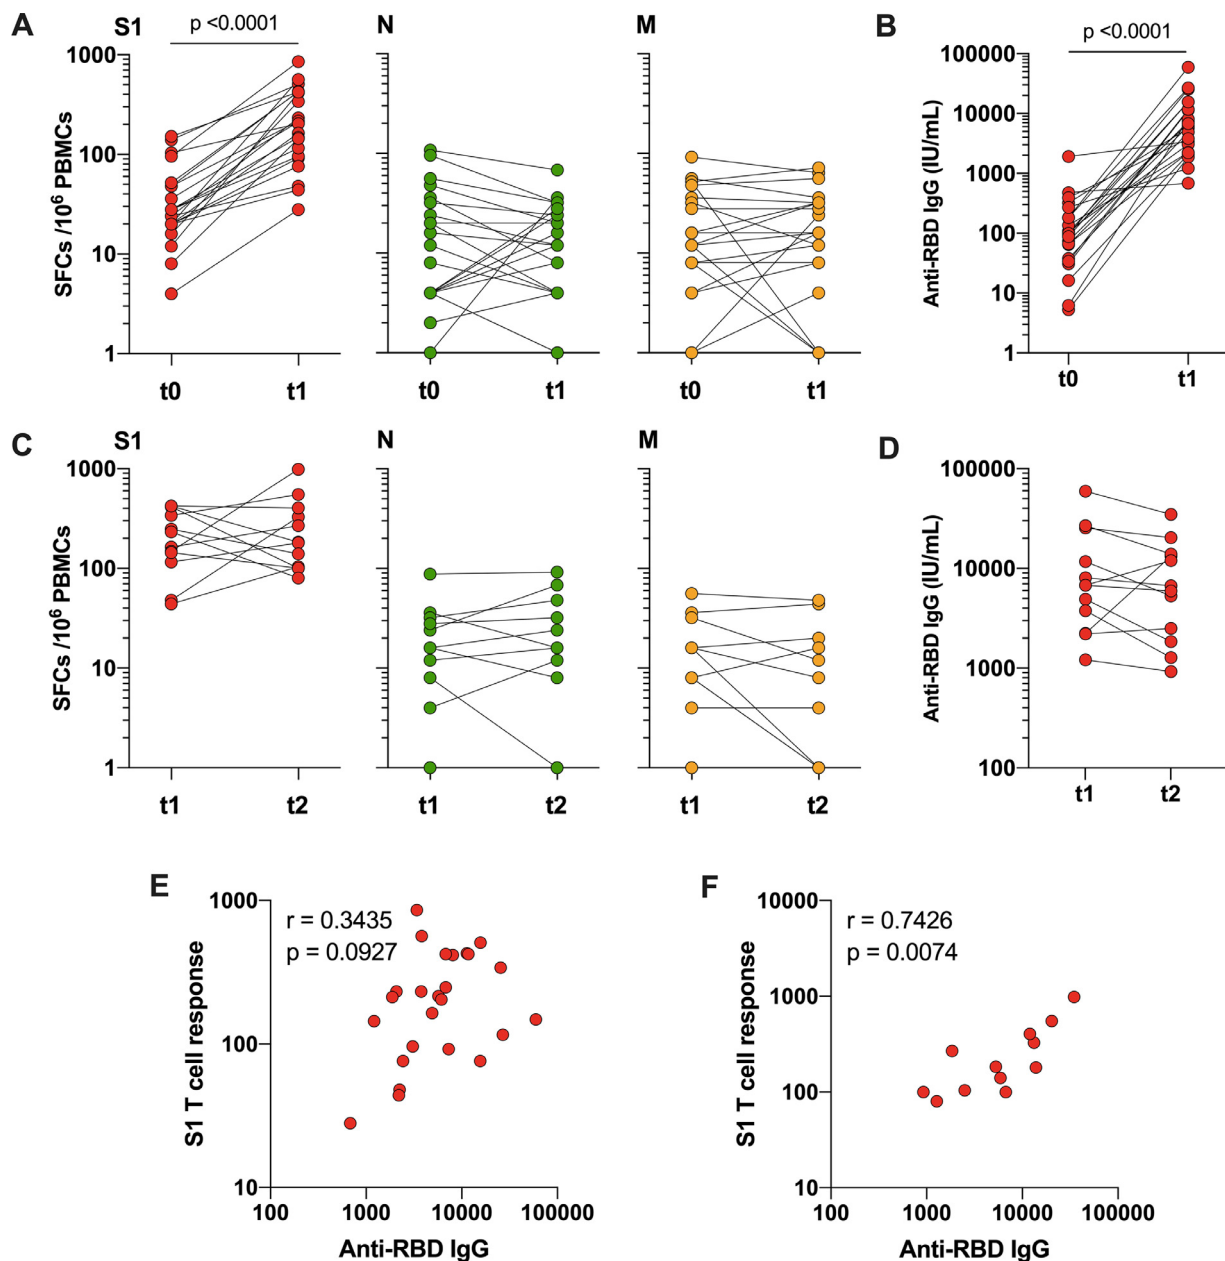 A
S1
p <0.0001
N
M
B
p <0.0001
SFCs /10⁶ PBMCs
1000
100
10
1
t0
t1
t0
t1
t0
t1
Anti-RBD IgG (IU/mL)
100000
10000
1000
100
10
1
t0
t1
C
S1
N
M
D
SFCs /10⁶ PBMCs
1000
100
10
1
t1
t2
t1
t2
t1
t2
Anti-RBD IgG (IU/mL)
100000
10000
1000
100
t1
t2
E
r = 0.3435
p = 0.0927
S1 T cell response
1000
100
10
100
1000
10000
100000
Anti-RBD IgG
F
r = 0.7426
p = 0.0074
S1 T cell response
10000
1000
100
10
100
1000
10000
100000
Anti-RBD IgG